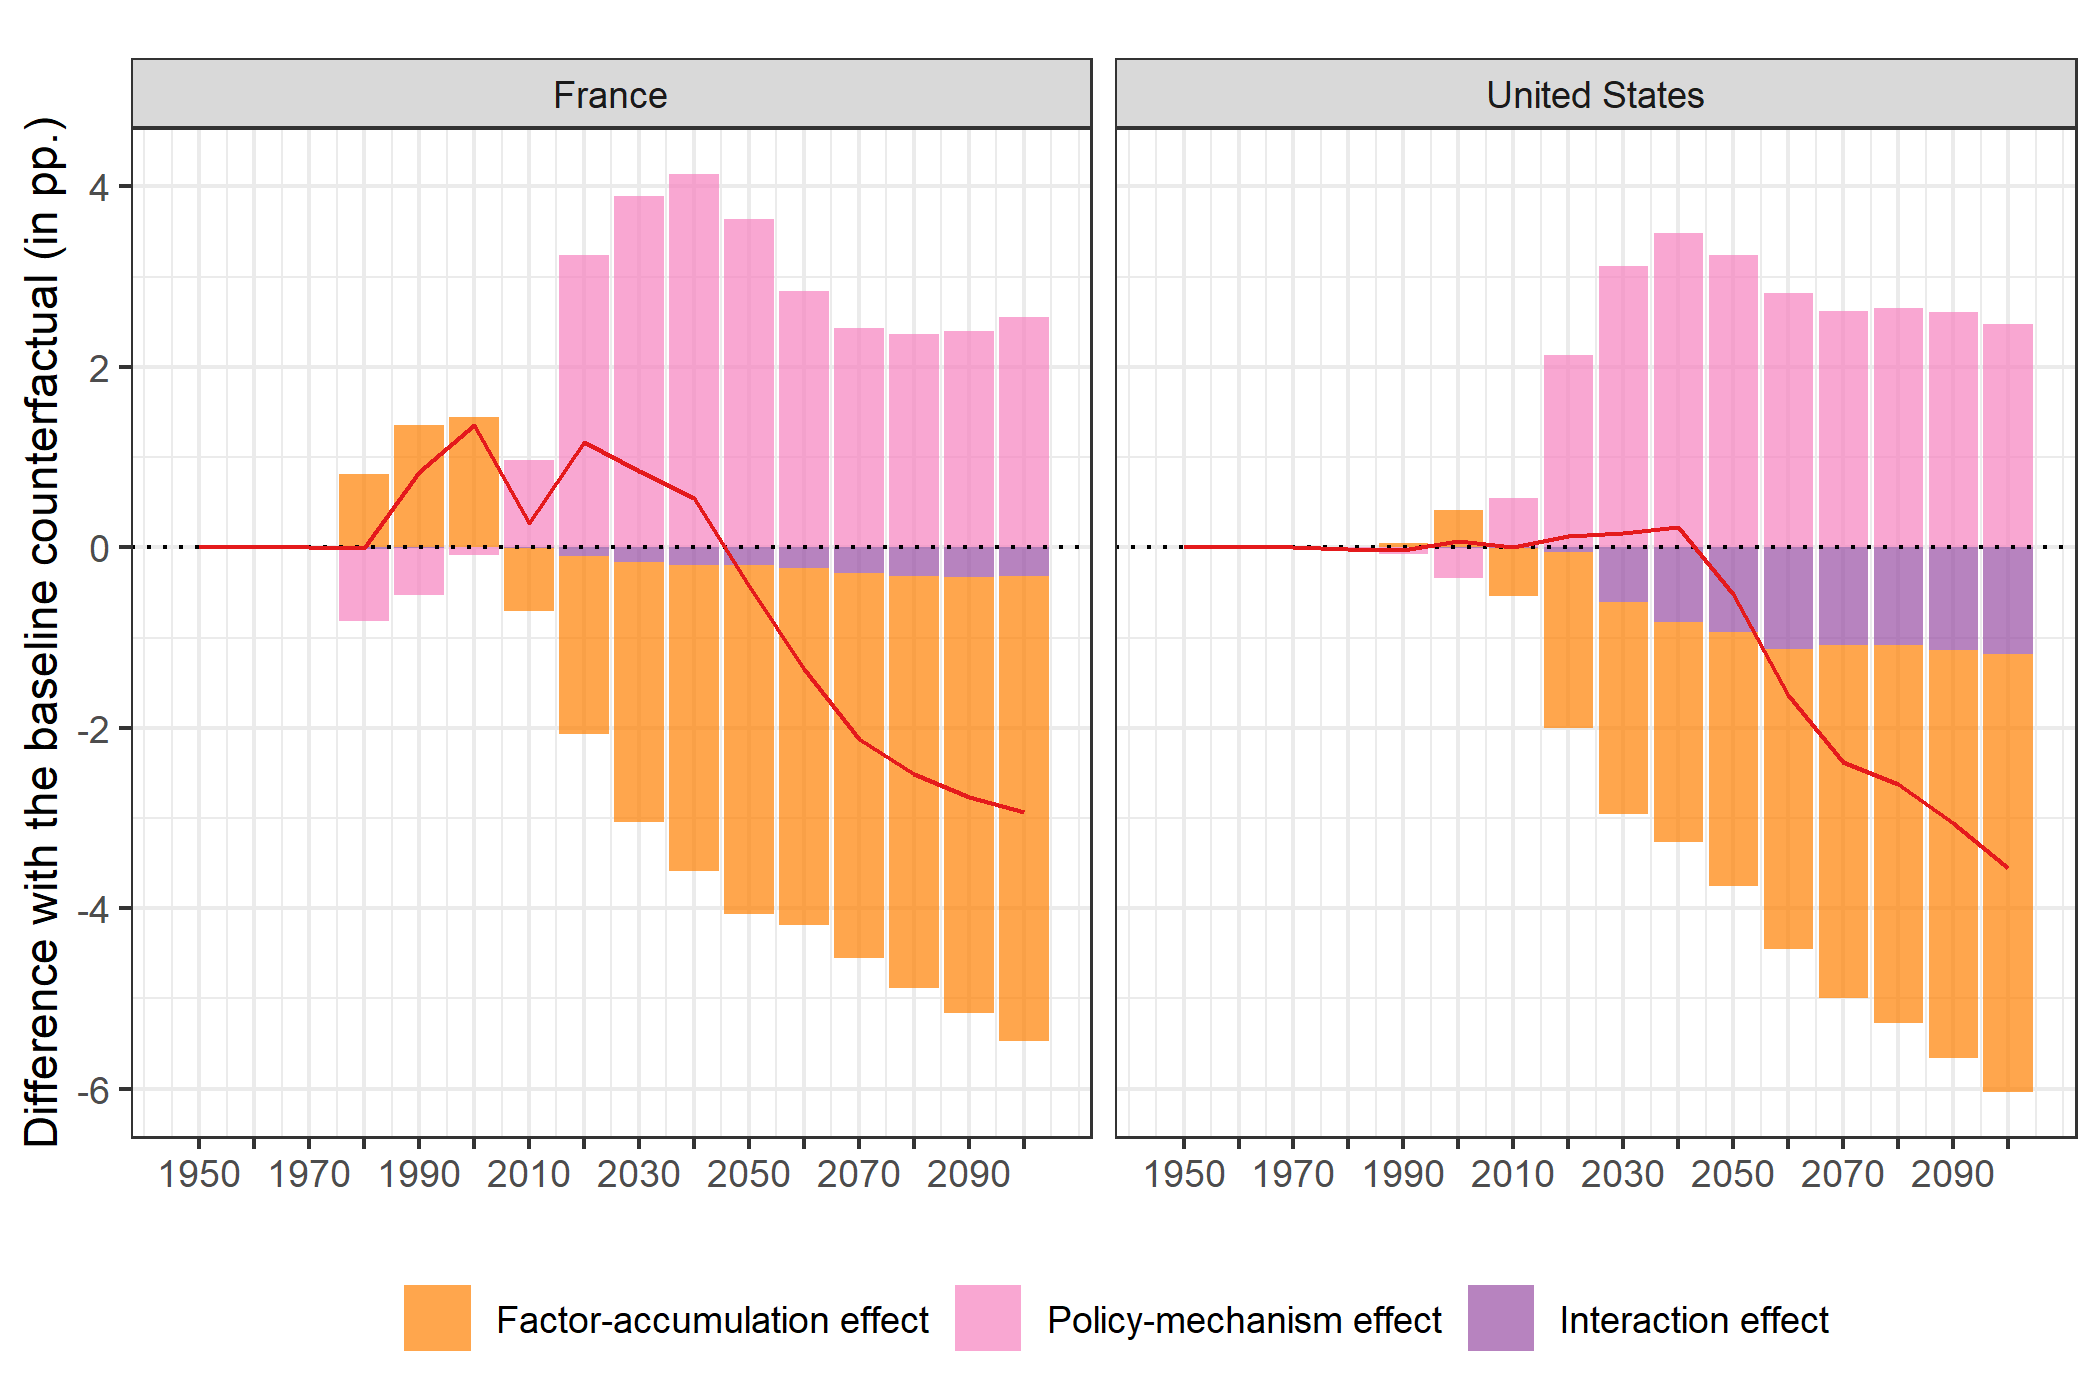 France
United States
Difference with the baseline counterfactual (in pp.)
4
2
0
-2
-4
-6
1950 1970 1990 2010 2030 2050 2070 2090
1950 1970 1990 2010 2030 2050 2070 2090
Factor-accumulation effect Policy-mechanism effect Interaction effect